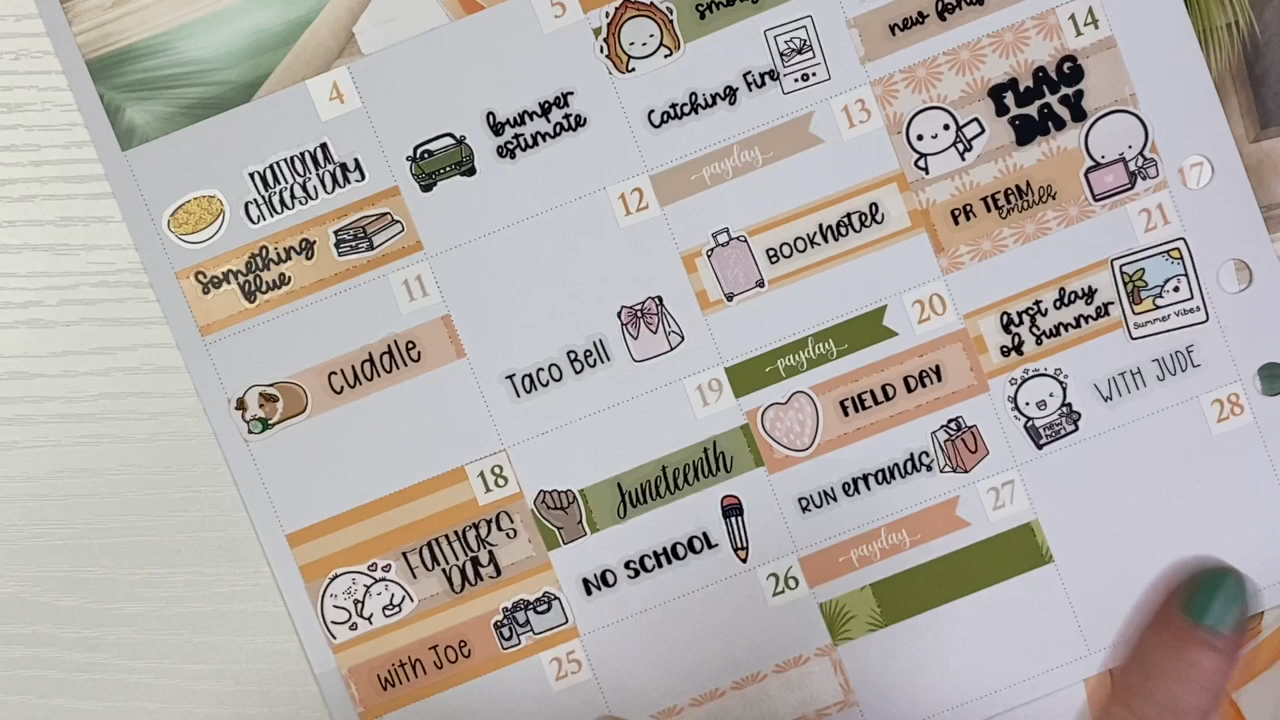 4
NATIONAL
CHEESE DAY
Something
Blue
5
bumper
estimate
Catching Fire
new fonts
11
cuddle
12
Taco Bell
13
payday
BOOK hotel
14
FLAG
DAY
PR TEAM
emails
17
18
FATHER'S
DAY
with Joe
19
Juneteenth
NO SCHOOL
20
payday
FIELD DAY
RUN errands
21
first day
of Summer
Summer Vibes
new
hair!
WITH JUDE
25
26
27
payday
28